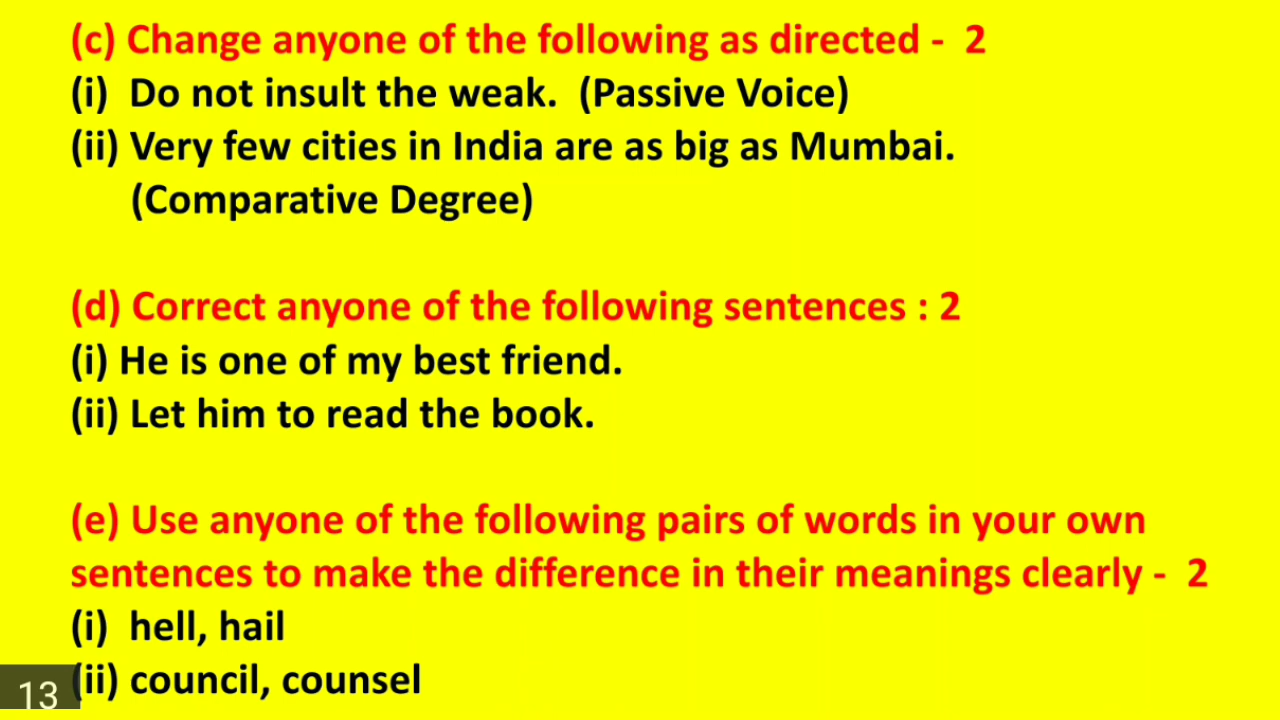 (c) Change anyone of the following as directed - 2
(i) Do not insult the weak. (Passive Voice)
(ii) Very few cities in India are as big as Mumbai.
(Comparative Degree)
(d) Correct anyone of the following sentences : 2
(i) He is one of my best friend.
(ii) Let him to read the book.
(e) Use anyone of the following pairs of words in your own
sentences to make the difference in their meanings clearly - 2
(i) hell, hail
(ii) council, counsel
13